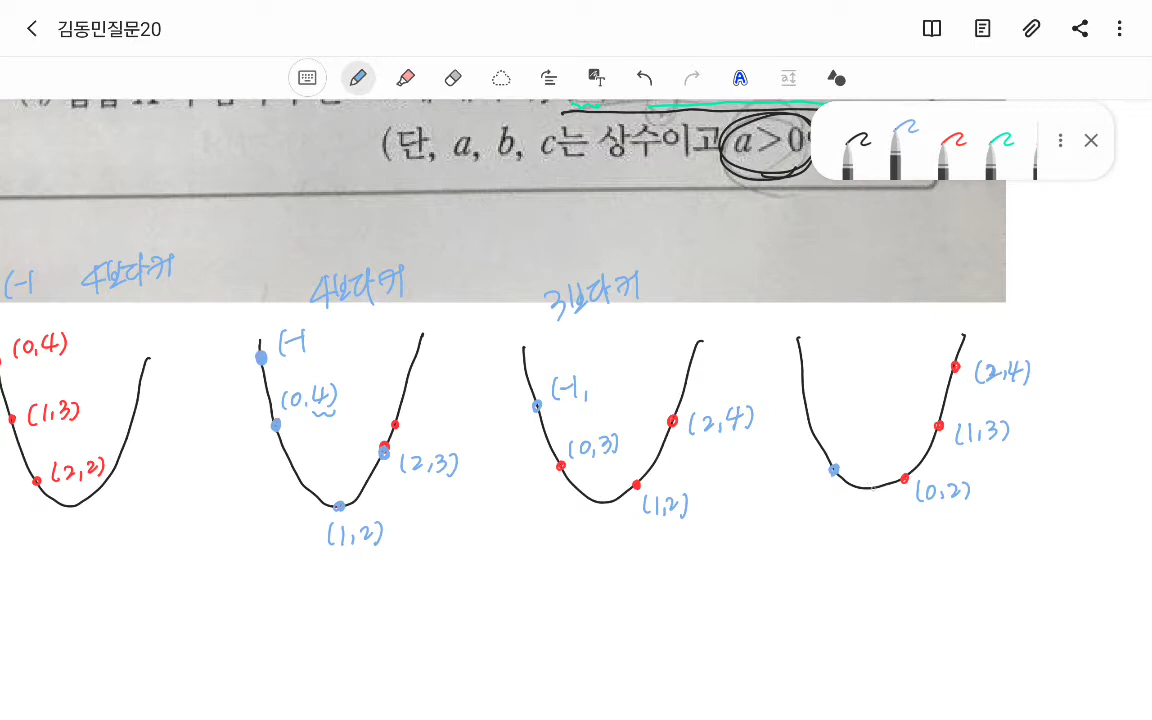 김동민질문20
(단, a, b, c는 상수이고 a>0
(-1 4보다커 4보다커 3보다커
(0,4) (-1 (2,4)
(0,4) (-1,
(1,3) (2,4) (1,3)
(2,2) (2,3) (0,3)
(1,2) (1,2) (0,2)